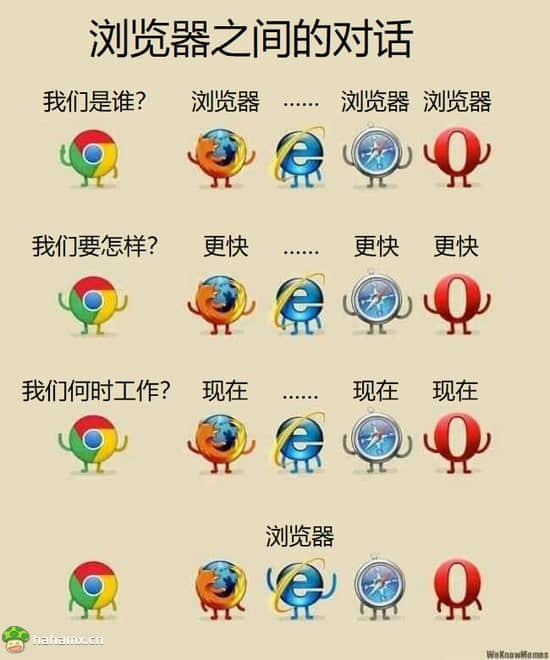 浏览器之间的对话
我们是谁？ 浏览器 …… 浏览器 浏览器
我们要怎样？ 更快 …… 更快 更快
我们何时工作？ 现在 …… 现在 现在
浏览器
hahamx.cn
WeKnowMemes